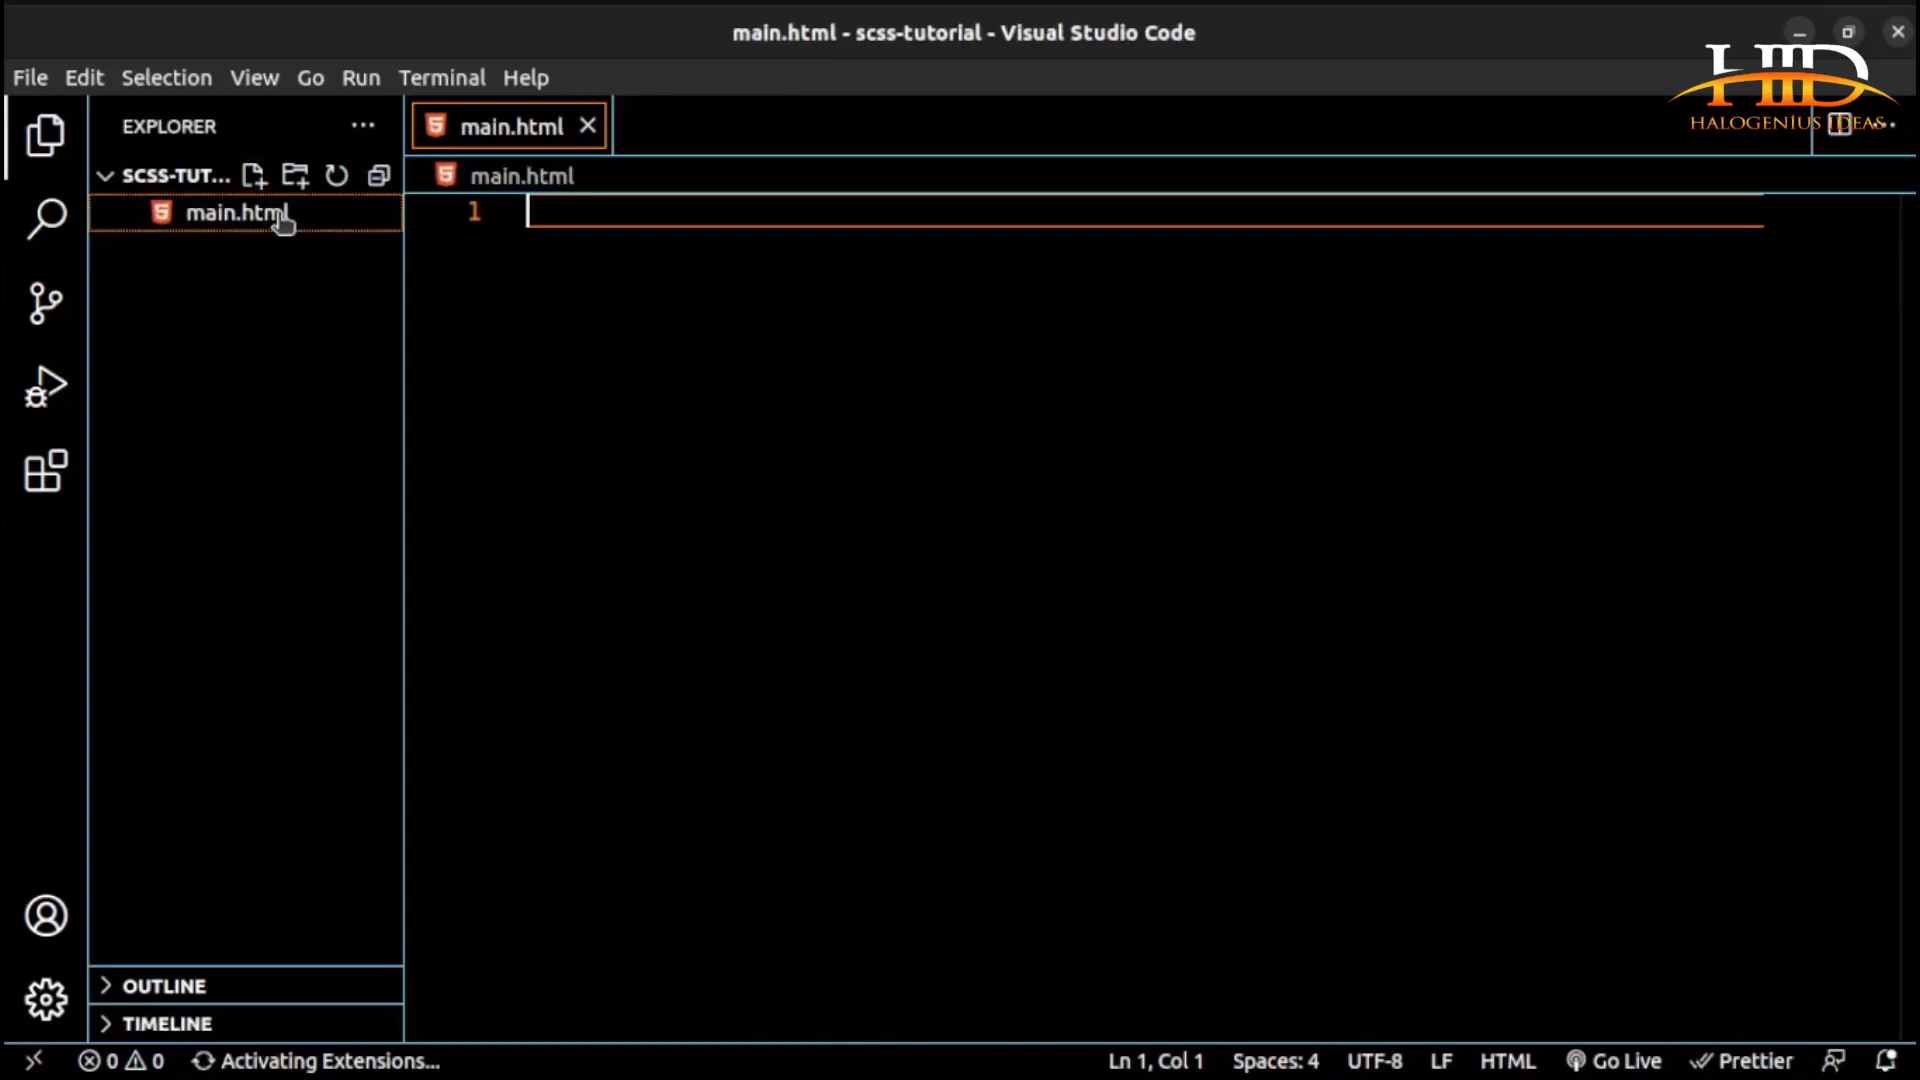 main.html - scss-tutorial - Visual Studio Code
File Edit Selection View Go Run Terminal Help
HID
HALOGENIUS IDEAS
EXPLORER
main.html
SCSS-TUT...
main.html
main.html
1
OUTLINE
TIMELINE
0 0 Activating Extensions...
Ln 1, Col 1 Spaces: 4 UTF-8 LF HTML Go Live Prettier